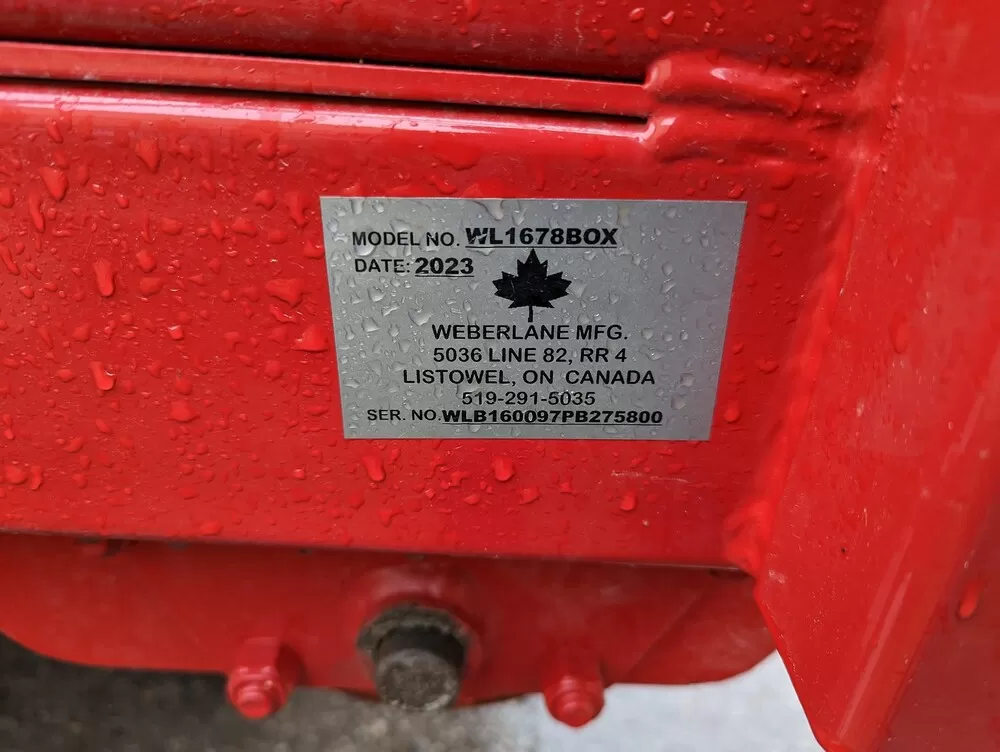 MODEL NO. WL1678BOX
DATE: 2023
WEBERLANE MFG.
5036 LINE 82, RR 4
LISTOWEL, ON CANADA
519-291-5035
SER. NO. WLB160097PB275800